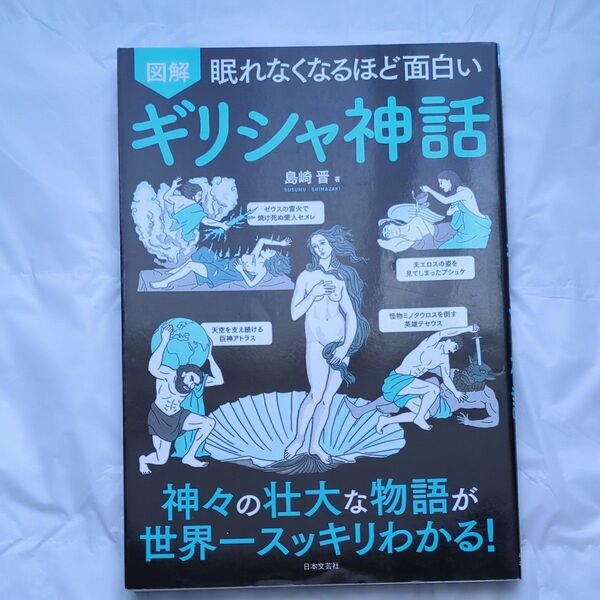 図解
眠れなくなるほど面白い
ギリシャ神話
島崎 晋 著
SUSUMU SHIMAZAKI
ゼウスの雷火で
焼け死ぬ愛人セメレ
夫エロスの姿を
見てしまったプシュケ
天空を支え続ける
巨神アトラス
怪物ミノタウロスを倒す
英雄テセウス
神々の壮大な物語が
世界一スッキリわかる!
日本文芸社